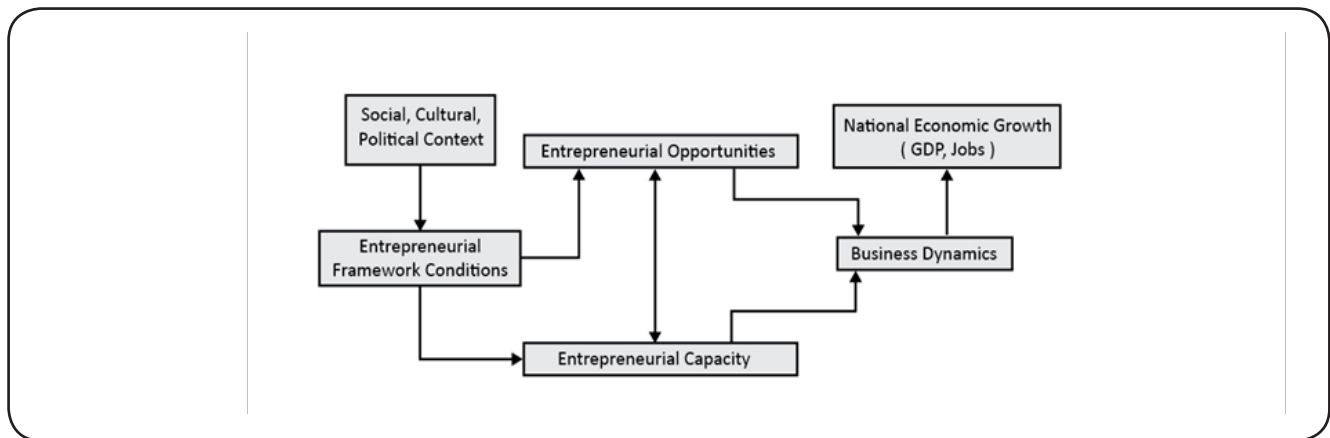 Social, Cultural,
Political Context
Entrepreneurial
Framework Conditions
Entrepreneurial Opportunities
Entrepreneurial Capacity
National Economic Growth
( GDP, Jobs )
Business Dynamics